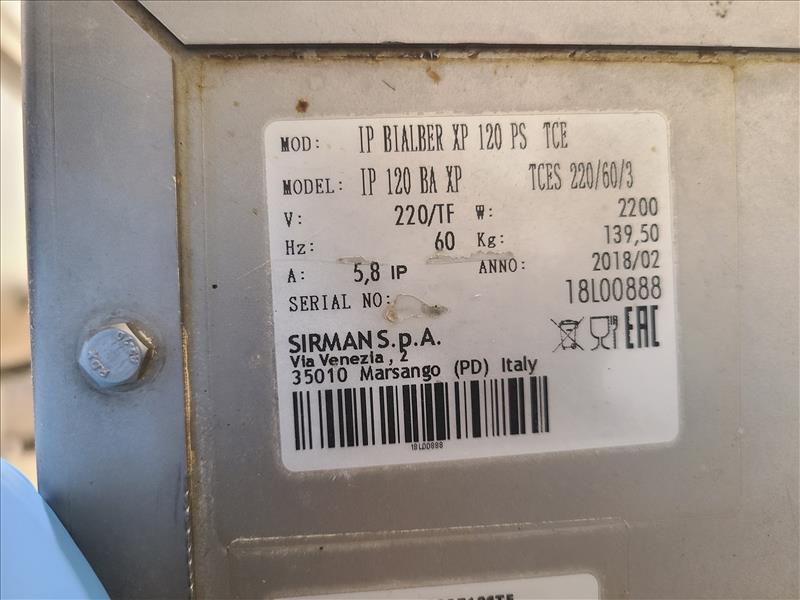 MOD: IP BIALBER XP 120 PS TCE
MODEL: IP 120 BA XP TCES 220/60/3
V: 220/TF W: 2200
Hz: 60 Kg: 139,50
A: 5,8 IP ANNO: 2018/02
SERIAL NO: 18L00888
SIRMAN S.p.A.
Via Venezia, 2
35010 Marsango (PD) Italy
EAC
18L00888